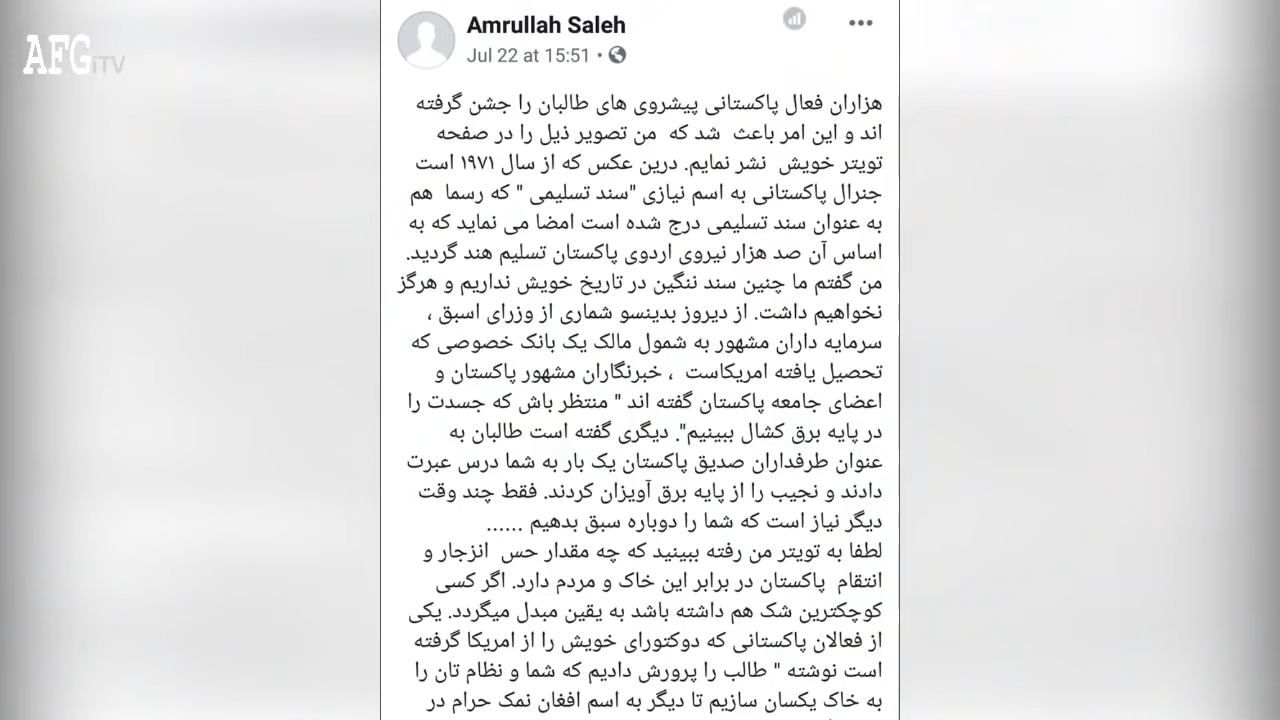 AFGiTV
Amrullah Saleh
Jul 22 at 15:51 •
هزاران فعال پاکستانی پیشروی های طالبان را جشن گرفته
اند و این امر باعث شد که من تصویر ذیل را در صفحه
تویتر خویش نشر نمایم. درین عکس که از سال ۱۹۷۱ است
جنرال پاکستانی به اسم نیازی "سند تسلیمی " که رسما هم
به عنوان سند تسلیمی درج شده است امضا می نماید که به
اساس آن صد هزار نیروی اردوی پاکستان تسلیم هند گردید.
من گفتم ما چنین سند ننگین در تاریخ خویش نداریم و هرگز
نخواهیم داشت. از دیروز بدینسو شماری از وزرای اسبق ،
سرمایه داران مشهور به شمول مالک یک بانک خصوصی که
تحصیل یافته امریکاست ، خبرنگاران مشهور پاکستان و
اعضای جامعه پاکستان گفته اند " منتظر باش که جسدت را
در پایه برق کشال ببینیم". دیگری گفته است طالبان به
عنوان طرفداران صدیق پاکستان یک بار به شما درس عبرت
دادند و نجیب را از پایه برق آویزان کردند. فقط چند وقت
دیگر نیاز است که شما را دوباره سبق بدهیم ......
لطفا به تویتر من رفته ببینید که چه مقدار حس انزجار و
انتقام پاکستان در برابر این خاک و مردم دارد. اگر کسی
کوچکترین شک هم داشته باشد به یقین مبدل میگردد. یکی
از فعالان پاکستانی که دوکتورای خویش را از امریکا گرفته
است نوشته " طالب را پرورش دادیم که شما و نظام تان را
به خاک یکسان سازیم تا دیگر به اسم افغان نمک حرام در